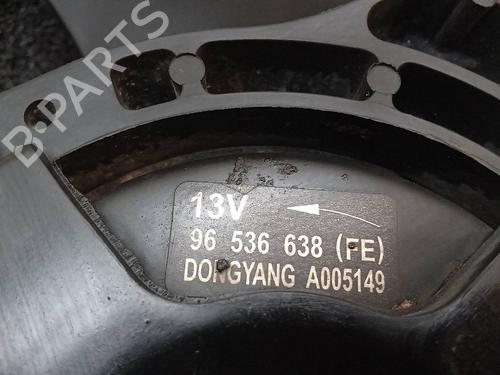 B·PARTS
13V
96 536 638 (FE)
DONGYANG A005149